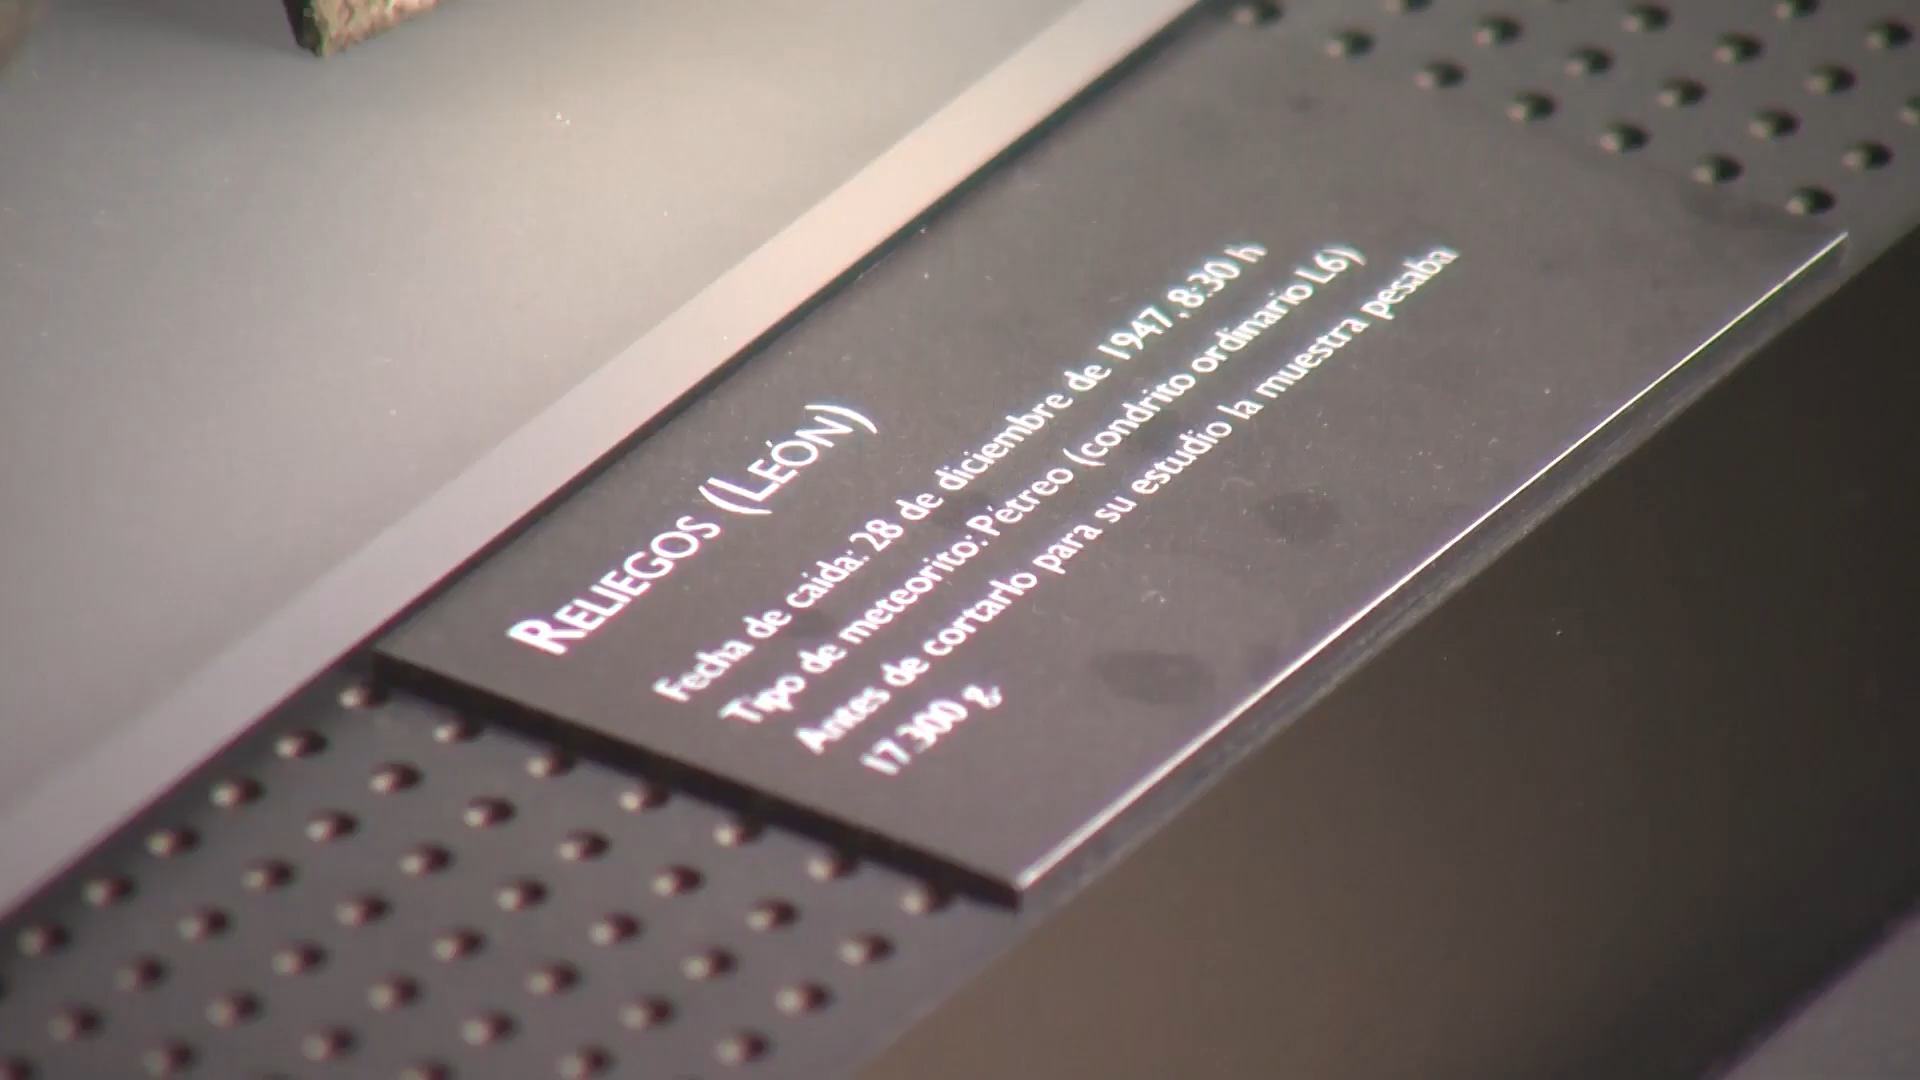 RELIEGOS (LEÓN)
Fecha de caída: 28 de diciembre de 1947, 8:30 h
Tipo de meteorito: Pétreo (condrito ordinario L6)
Antes de cortarlo para su estudio la muestra pesaba
17 300 g